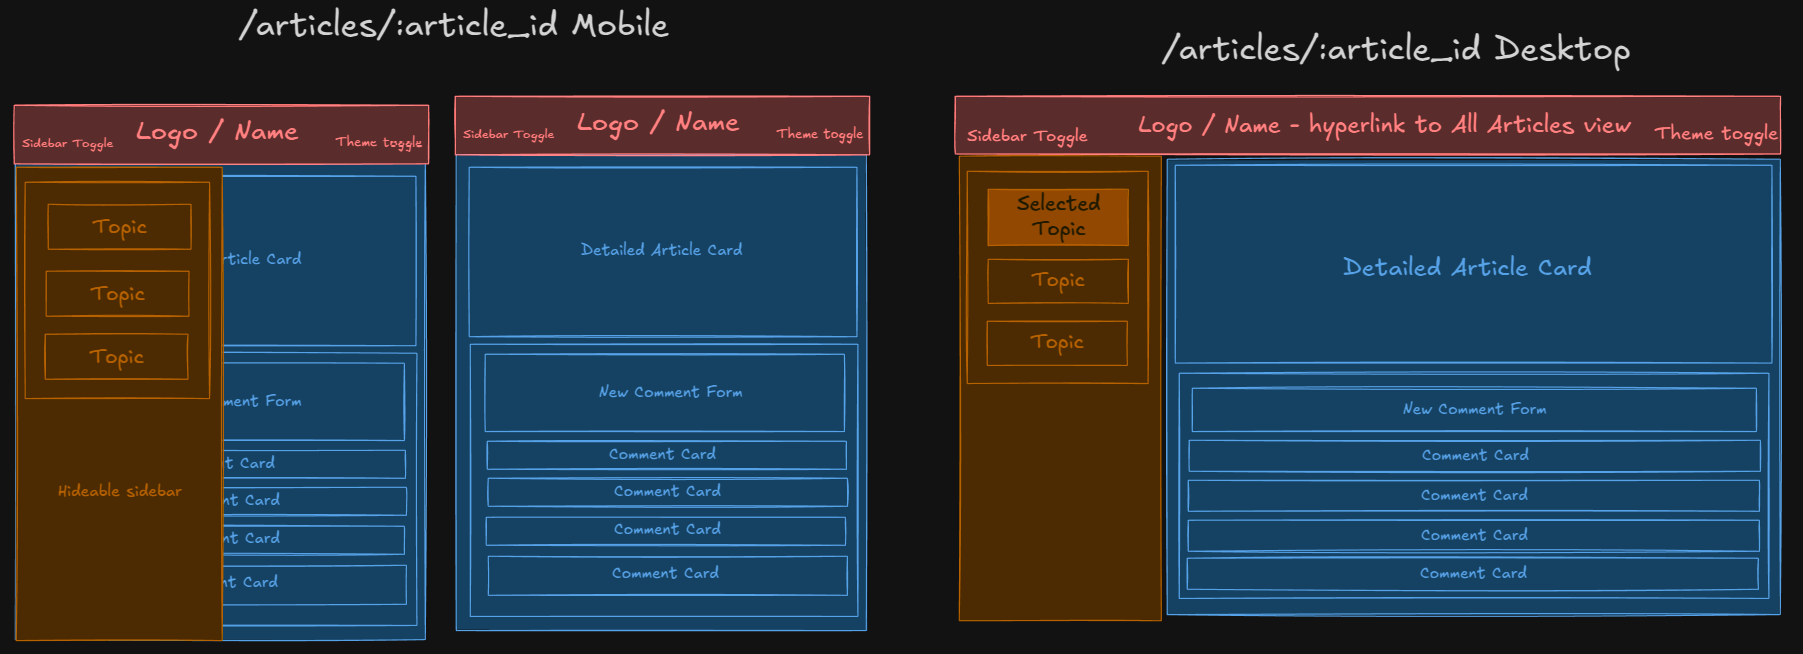 /articles/:article_id Mobile
Sidebar Toggle
Logo / Name
Theme toggle
Topic
Topic
Topic
Hideable sidebar
rticle Card
ment Form
t Card
nt Card
nt Card
nt Card
Sidebar Toggle
Logo / Name
Theme toggle
Detailed Article Card
New Comment Form
Comment Card
Comment Card
Comment Card
Comment Card
/articles/:article_id Desktop
Sidebar Toggle
Logo / Name - hyperlink to All Articles view
Theme toggle
Selected
Topic
Topic
Topic
Detailed Article Card
New Comment Form
Comment Card
Comment Card
Comment Card
Comment Card